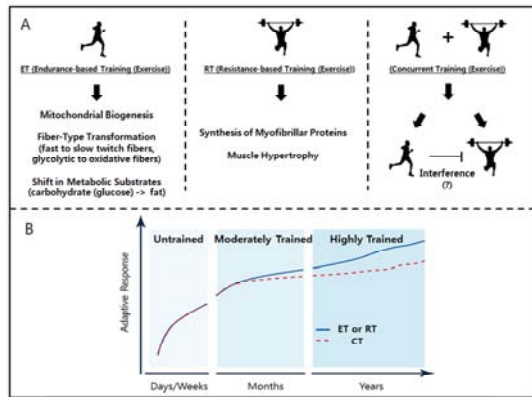 A
ET (Endurance-based Training (Exercise))
Mitochondrial Biogenesis
Fiber-Type Transformation
(fast to slow twitch fibers,
glycolytic to oxidative fibers)
Shift in Metabolic Substrates
(carbohydrate (glucose) -> fat)
RT (Resistance-based Training (Exercise))
Synthesis of Myofibrillar Proteins
Muscle Hypertrophy
+
(Concurrent Training (Exercise))
Interference
(?)
B
Adaptive Response
Untrained
Moderately Trained
Highly Trained
ET or RT
CT
Days/Weeks
Months
Years